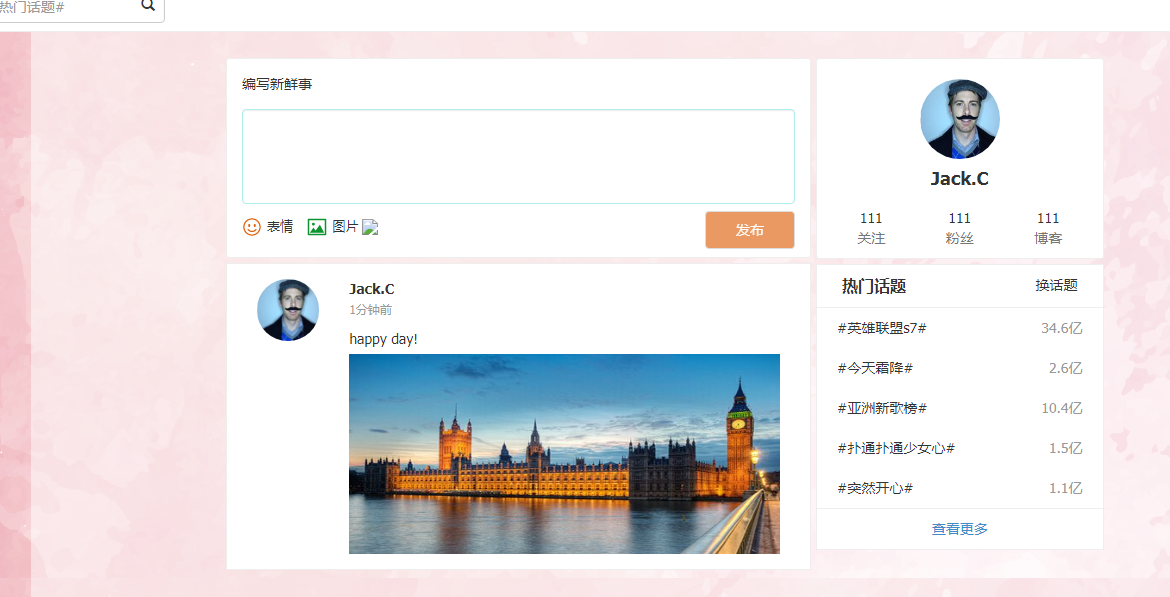 热门话题#
编写新鲜事
表情 图片
发布
Jack.C
1分钟前
happy day!
Jack.C
111 111 111
关注 粉丝 博客
热门话题 换话题
#英雄联盟s7# 34.6亿
#今天霜降# 2.6亿
#亚洲新歌榜# 10.4亿
#扑通扑通少女心# 1.5亿
#突然开心# 1.1亿
查看更多